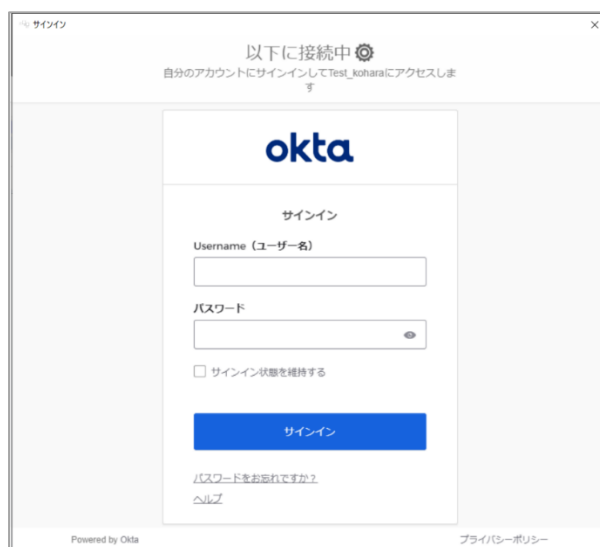 サインイン
以下に接続中
自分のアカウントにサインインしてTest_koharaにアクセスしま
す
okta
サインイン
Username（ユーザー名）
パスワード
サインイン状態を維持する
サインイン
パスワードをお忘れですか？
ヘルプ
Powered by Okta
プライバシーポリシー